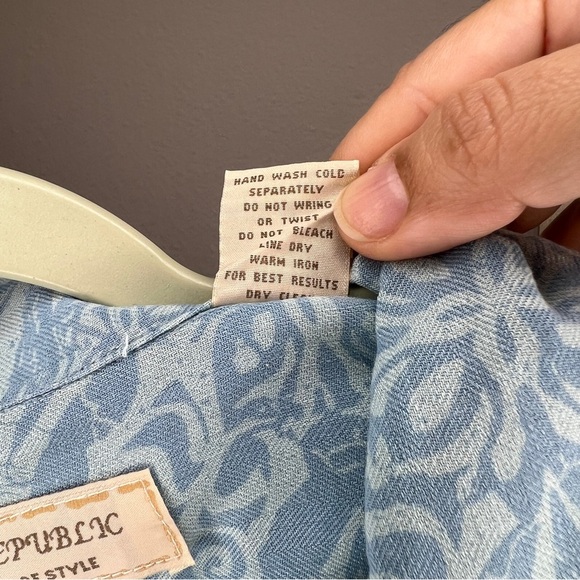 HAND WASH COLD
SEPARATELY
DO NOT WRING
OR TWIST
DO NOT BLEACH
LINE DRY
WARM IRON
FOR BEST RESULTS
DRY CLEAN
EPUBLIC
STYLE